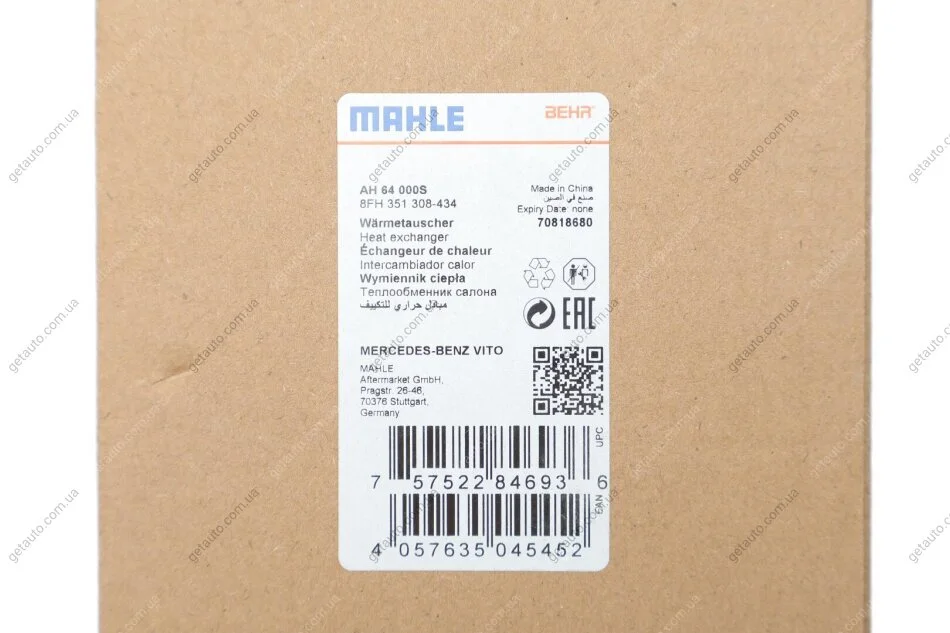 MAHLE
BEHR
AH 64 000S
8FH 351 308-434
Wärmetauscher
Heat exchanger
Échangeur de chaleur
Intercambiador calor
Wymiennik ciepła
Теплообменник салона
مبادل حراري للتكييف
Made in China
صنع في الصين
Expiry Date: none
70818680
EAC
MERCEDES-BENZ VITO
MAHLE
Aftermarket GmbH,
Pragstr. 26-46,
70376 Stuttgart,
Germany
UPC
7 57522 84693 6
EAN
4 057635 045452
getauto.com.ua